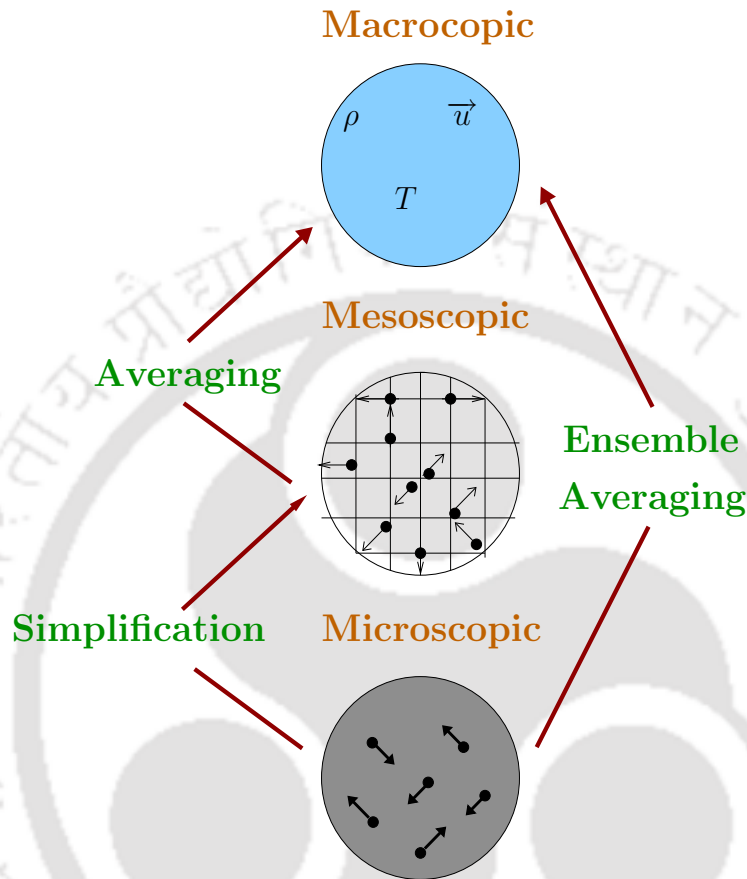 Macrocopic
ρ
→u
T
Mesoscopic
Averaging
Ensemble
Averaging
Simplification
Microscopic